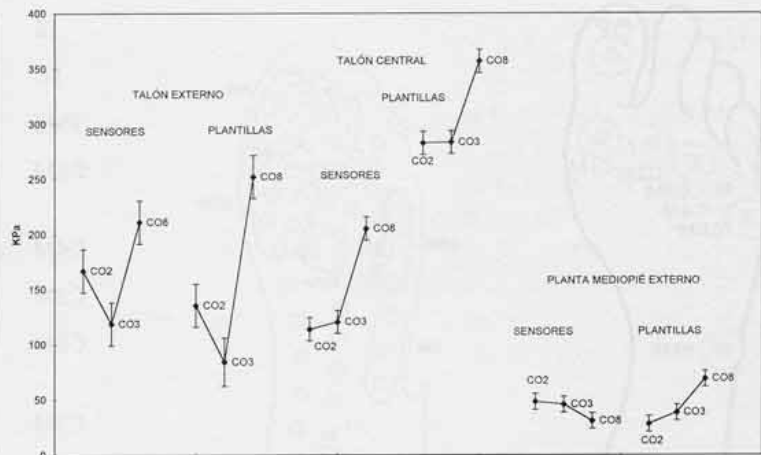 400
350
300
250
200
150
100
50
0
KPa
TALÓN EXTERNO
SENSORES
PLANTILLAS
CO2
CO3
CO8
CO2
CO3
CO8
TALÓN CENTRAL
PLANTILLAS
SENSORES
CO2
CO3
CO8
CO2
CO3
CO8
PLANTA MEDIOPIÉ EXTERNO
SENSORES
PLANTILLAS
CO2
CO3
CO8
CO2
CO3
CO8